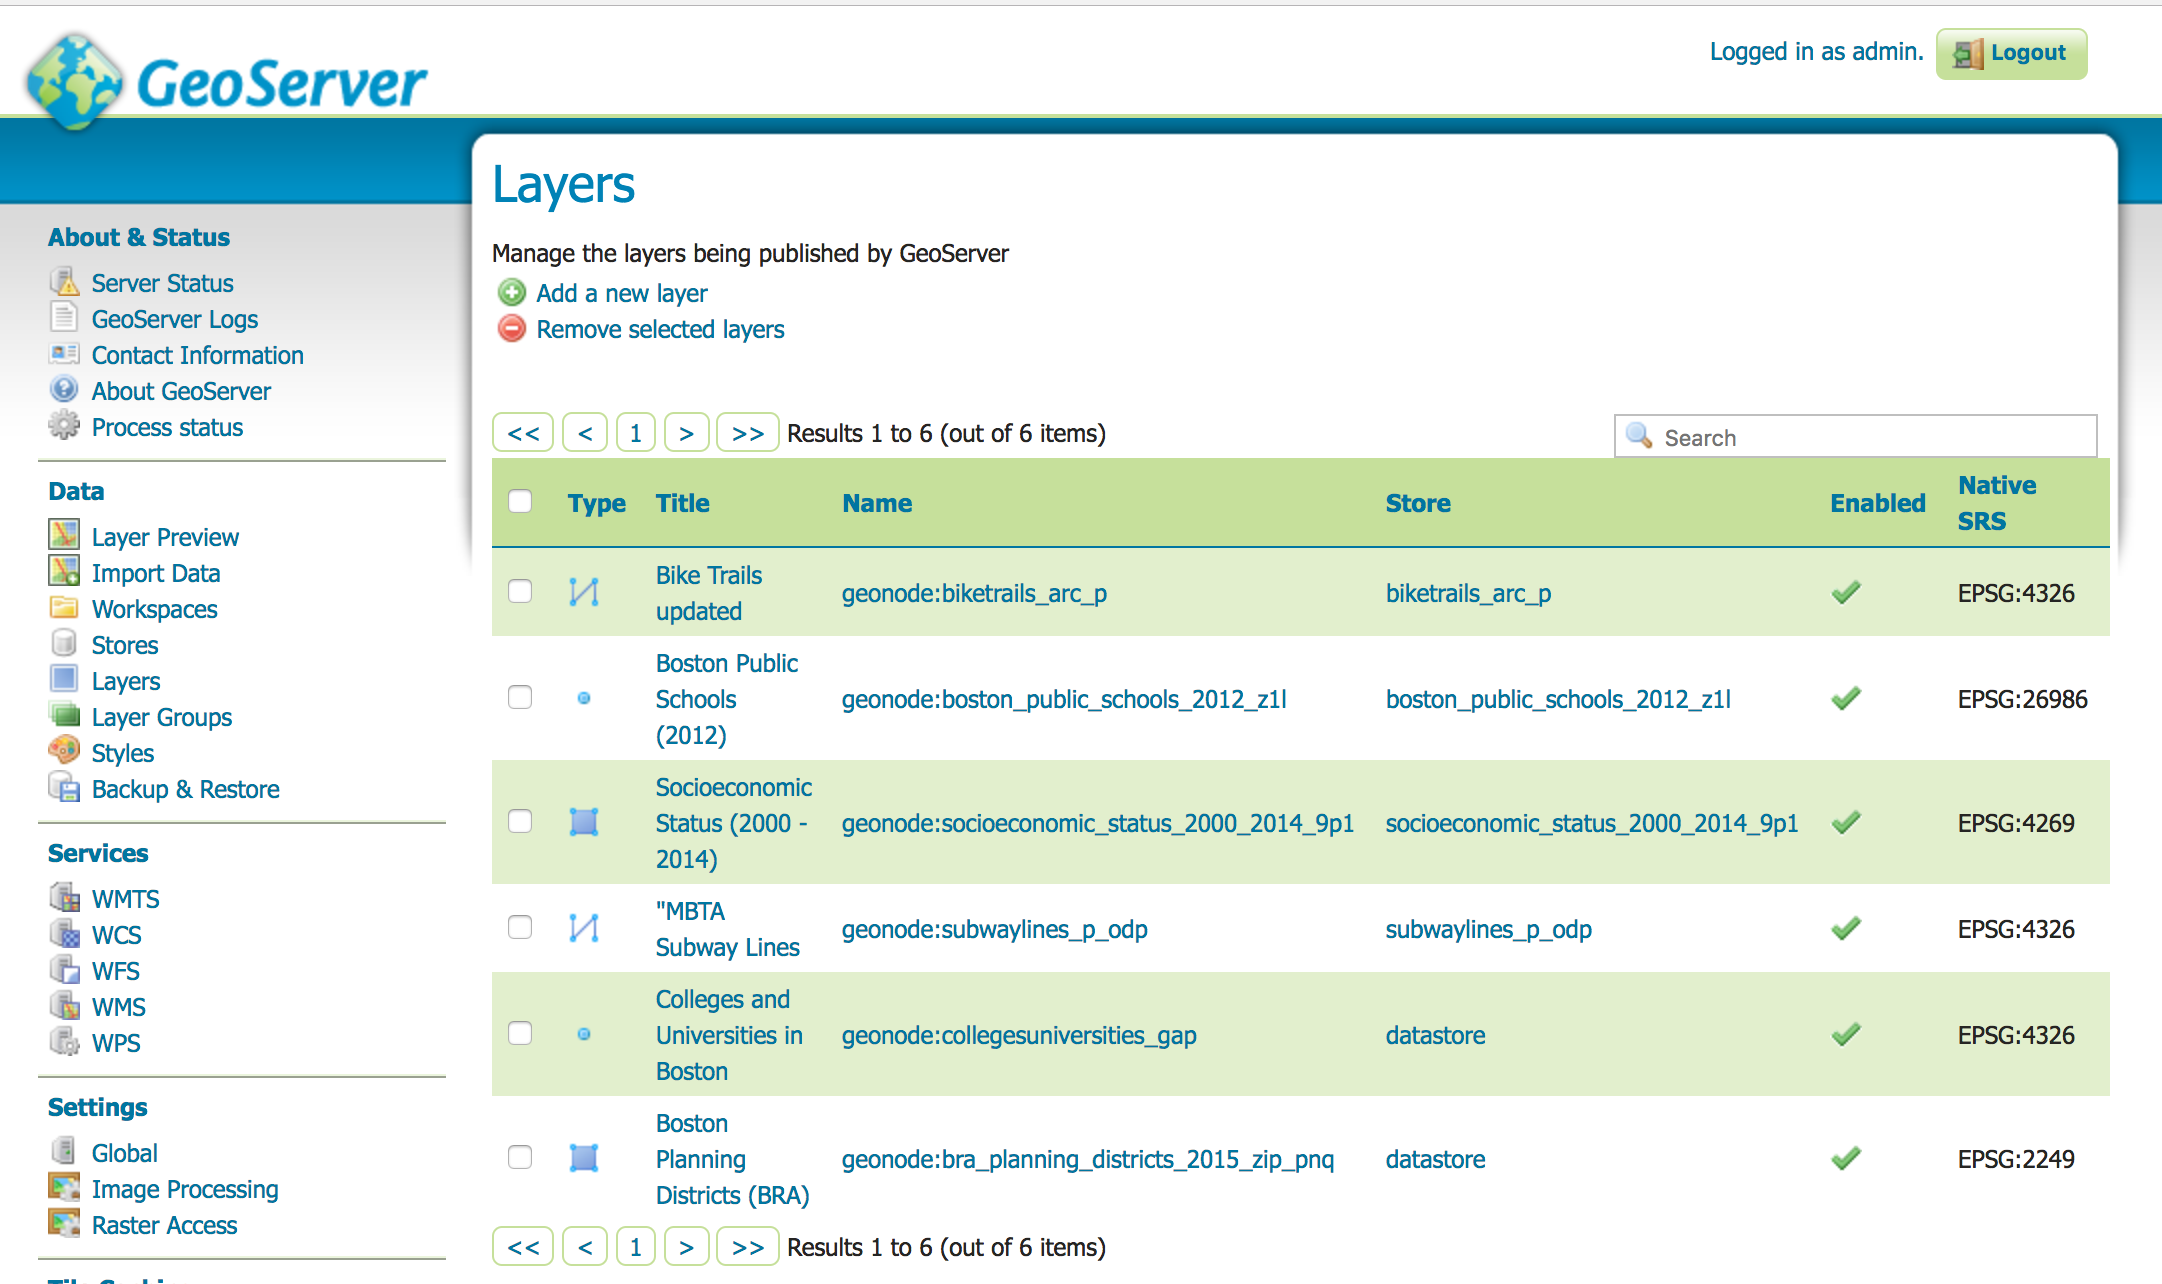 GeoServer
Logged in as admin.
Logout
About & Status
Server Status
GeoServer Logs
Contact Information
About GeoServer
Process status
Data
Layer Preview
Import Data
Workspaces
Stores
Layers
Layer Groups
Styles
Backup & Restore
Services
WMTS
WCS
WFS
WMS
WPS
Settings
Global
Image Processing
Raster Access
Layers
Manage the layers being published by GeoServer
Add a new layer
Remove selected layers
<< < 1 > >> Results 1 to 6 (out of 6 items)
Search
Type Title Name Store Enabled Native
SRS
Bike Trails
updated
geonode:biketrails_arc_p biketrails_arc_p EPSG:4326
Boston Public
Schools
(2012)
geonode:boston_public_schools_2012_z1l boston_public_schools_2012_z1l EPSG:26986
Socioeconomic
Status (2000 -
2014)
geonode:socioeconomic_status_2000_2014_9p1 socioeconomic_status_2000_2014_9p1 EPSG:4269
"MBTA
Subway Lines
geonode:subwaylines_p_odp subwaylines_p_odp EPSG:4326
Colleges and
Universities in
Boston
geonode:collegesuniversities_gap datastore EPSG:4326
Boston
Planning
Districts (BRA)
geonode:bra_planning_districts_2015_zip_pnq datastore EPSG:2249
<< < 1 > >> Results 1 to 6 (out of 6 items)